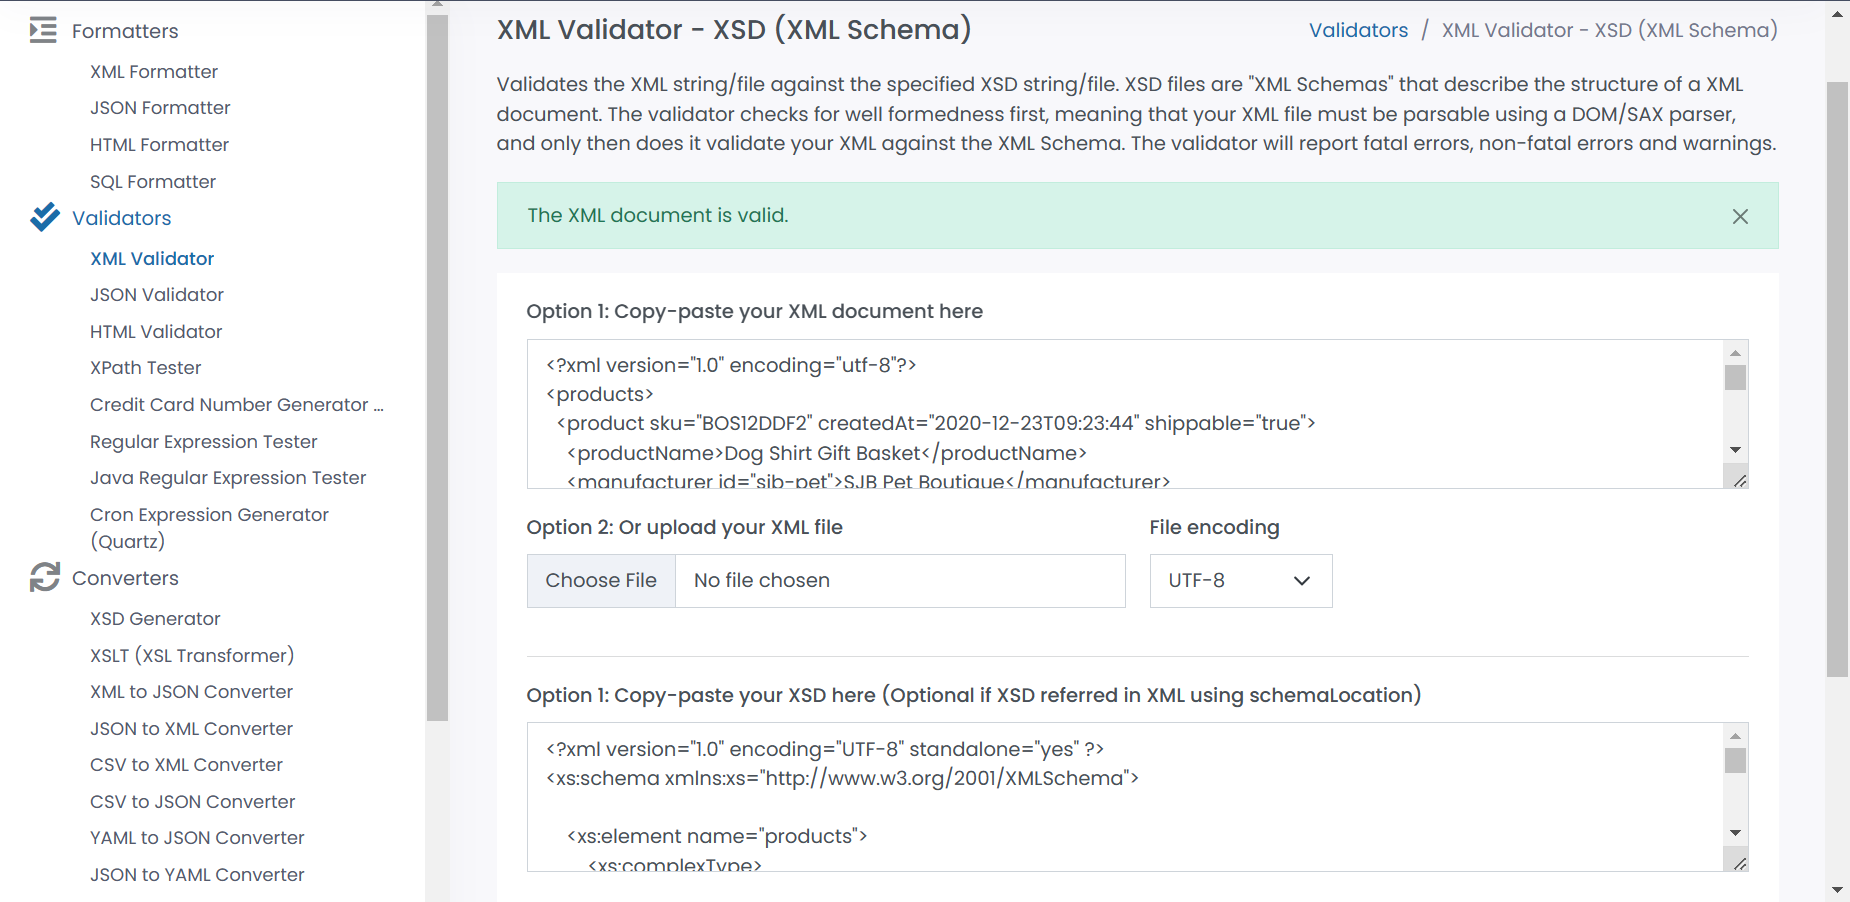 Formatters
XML Formatter
JSON Formatter
HTML Formatter
SQL Formatter
Validators
XML Validator
JSON Validator
HTML Validator
XPath Tester
Credit Card Number Generator ...
Regular Expression Tester
Java Regular Expression Tester
Cron Expression Generator
(Quartz)
Converters
XSD Generator
XSLT (XSL Transformer)
XML to JSON Converter
JSON to XML Converter
CSV to XML Converter
CSV to JSON Converter
YAML to JSON Converter
JSON to YAML Converter
XML Validator - XSD (XML Schema)
Validators / XML Validator - XSD (XML Schema)
Validates the XML string/file against the specified XSD string/file. XSD files are "XML Schemas" that describe the structure of a XML
document. The validator checks for well formedness first, meaning that your XML file must be parsable using a DOM/SAX parser,
and only then does it validate your XML against the XML Schema. The validator will report fatal errors, non-fatal errors and warnings.
The XML document is valid.
Option 1: Copy-paste your XML document here
<?xml version="1.0" encoding="utf-8"?>
<products>
<product sku="BOS12DDF2" createdAt="2020-12-23T09:23:44" shippable="true">
<productName>Dog Shirt Gift Basket</productName>
<manufacturer id="sjb-pet">SJB Pet Boutique</manufacturer>
Option 2: Or upload your XML file
File encoding
Choose File
No file chosen
UTF-8
Option 1: Copy-paste your XSD here (Optional if XSD referred in XML using schemaLocation)
<?xml version="1.0" encoding="UTF-8" standalone="yes" ?>
<xs:schema xmlns:xs="http://www.w3.org/2001/XMLSchema">
<xs:element name="products">
<xs:complexType>